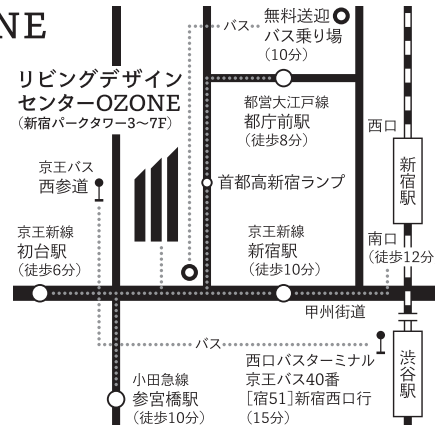 NE
無料送迎
バス
バス乗り場
(10分)
リビングデザイン
センターOZONE
(新宿パークタワー3〜7F)
都営大江戸線
都庁前駅
(徒歩8分)
西口
新宿駅
京王バス
西参道
首都高新宿ランプ
京王新線
初台駅
(徒歩6分)
京王新線
新宿駅
(徒歩10分)
南口
(徒歩12分
甲州街道
バス
西口バスターミナル
京王バス40番
[宿51]新宿西口行
(15分)
渋谷駅
小田急線
参宮橋駅
(徒歩10分)